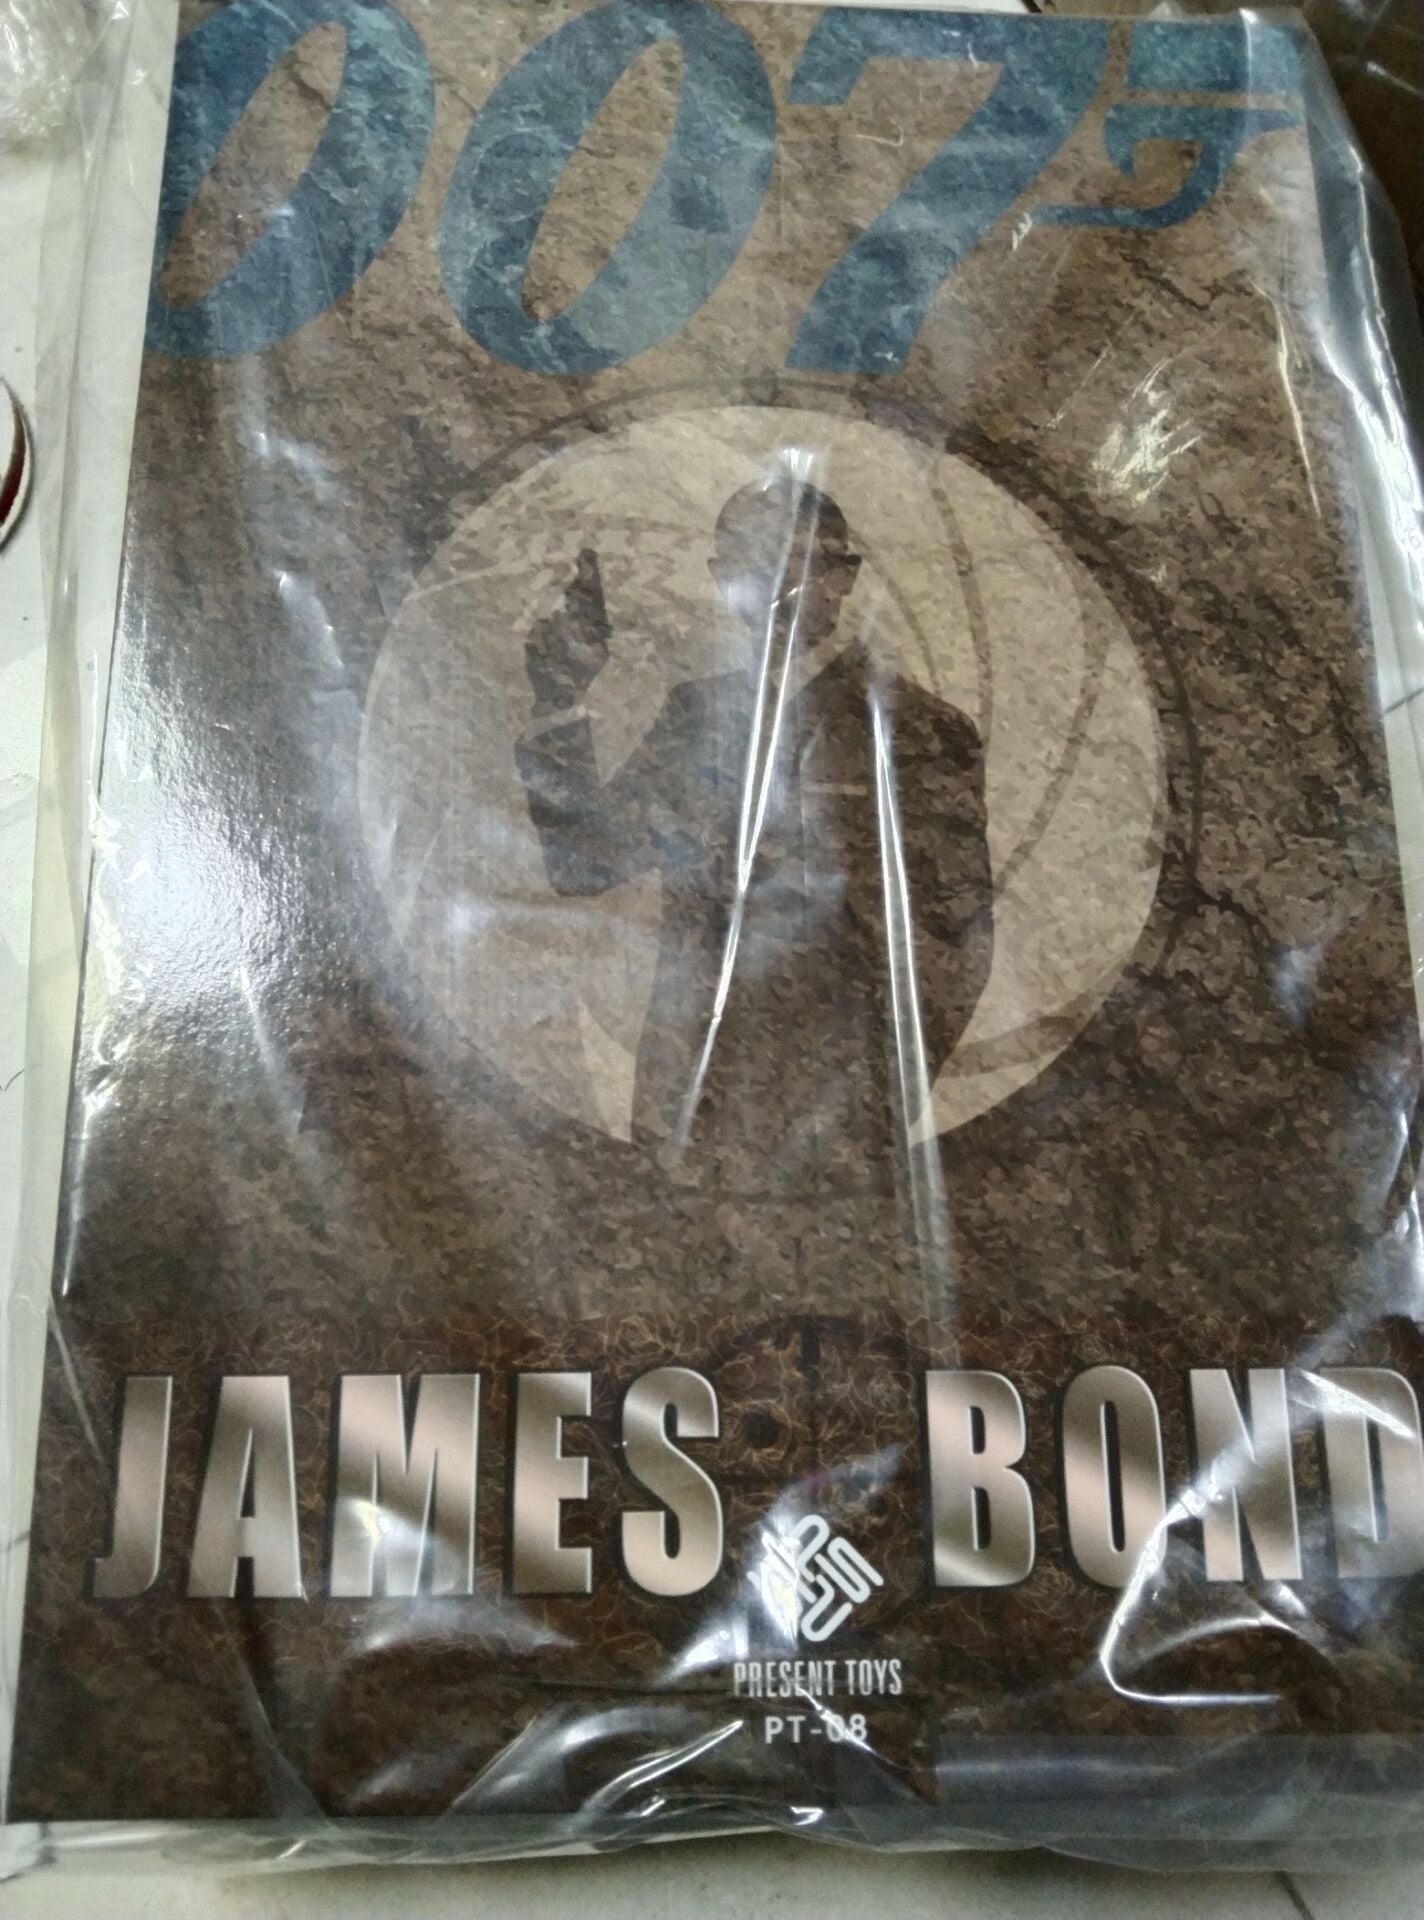 007
JAMES BOND
PRESENT TOYS
PT-08